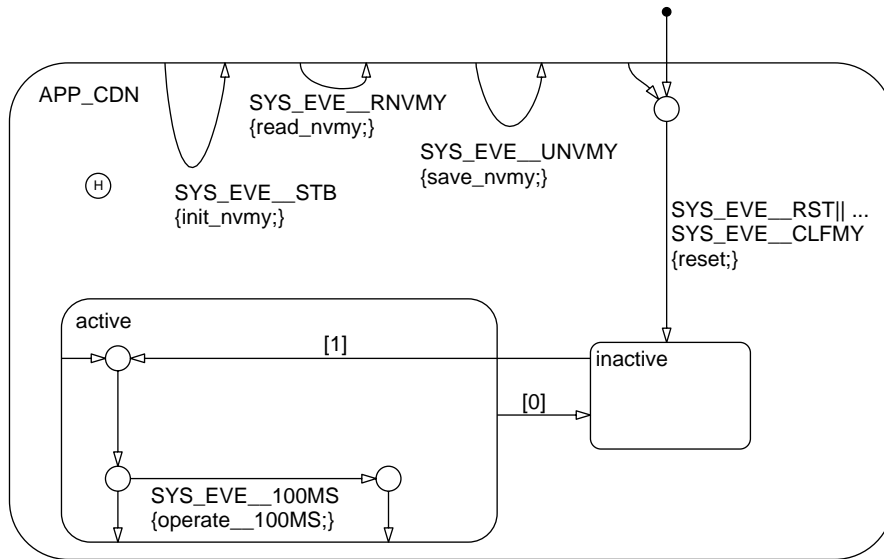 APP_CDN
SYS_EVE__RNVMY
{read_nvmy;}
SYS_EVE__UNVMY
{save_nvmy;}
H
SYS_EVE__STB
{init_nvmy;}
SYS_EVE__RST|| ...
SYS_EVE__CLFMY
{reset;}
active
[1]
inactive
[0]
SYS_EVE__100MS
{operate__100MS;}